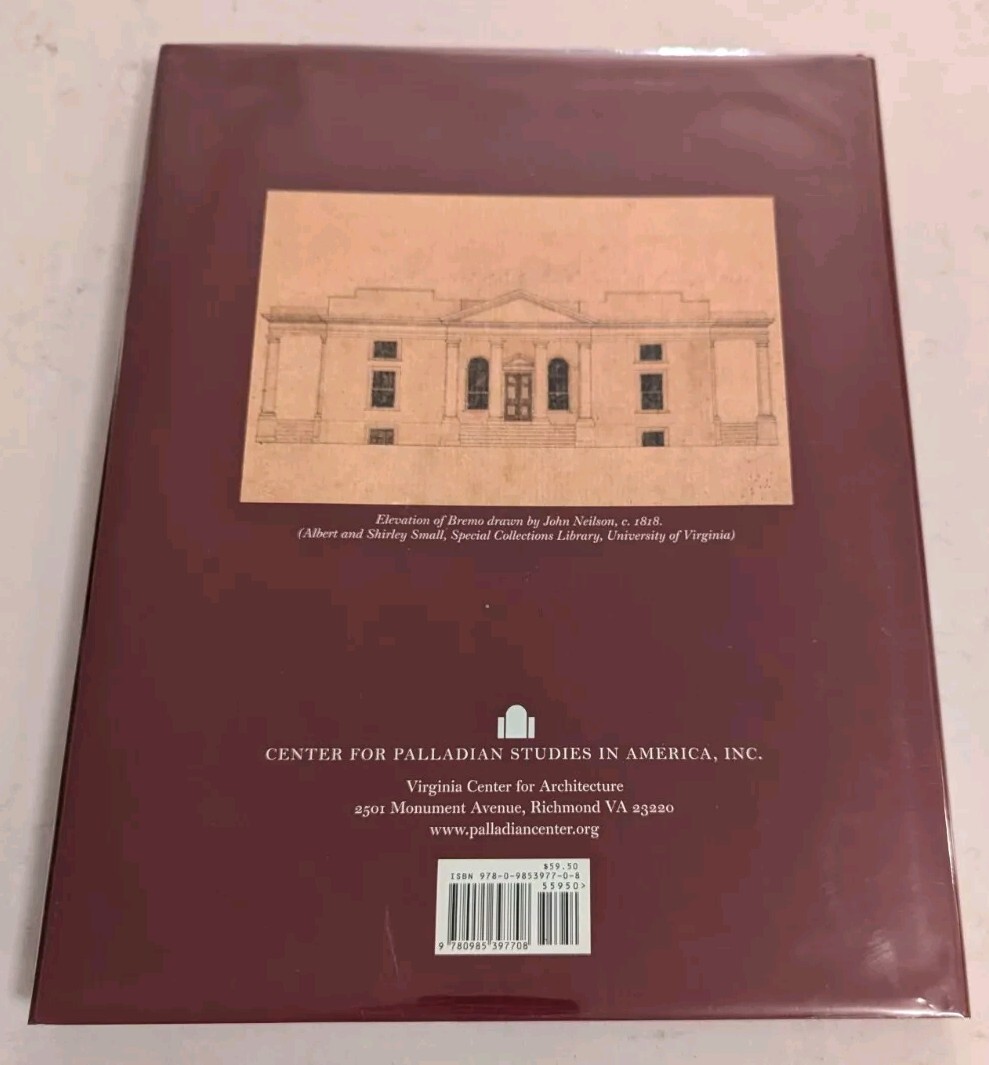 Elevation of Bremo drawn by John Neilson, c. 1818.
(Albert and Shirley Small, Special Collections Library, University of Virginia)
CENTER FOR PALLADIAN STUDIES IN AMERICA, INC.
Virginia Center for Architecture
2501 Monument Avenue, Richmond VA 23220
www.palladiancenter.org
$59.50
ISBN 978-0-9853977-0-8
55950>
9 780985 397708